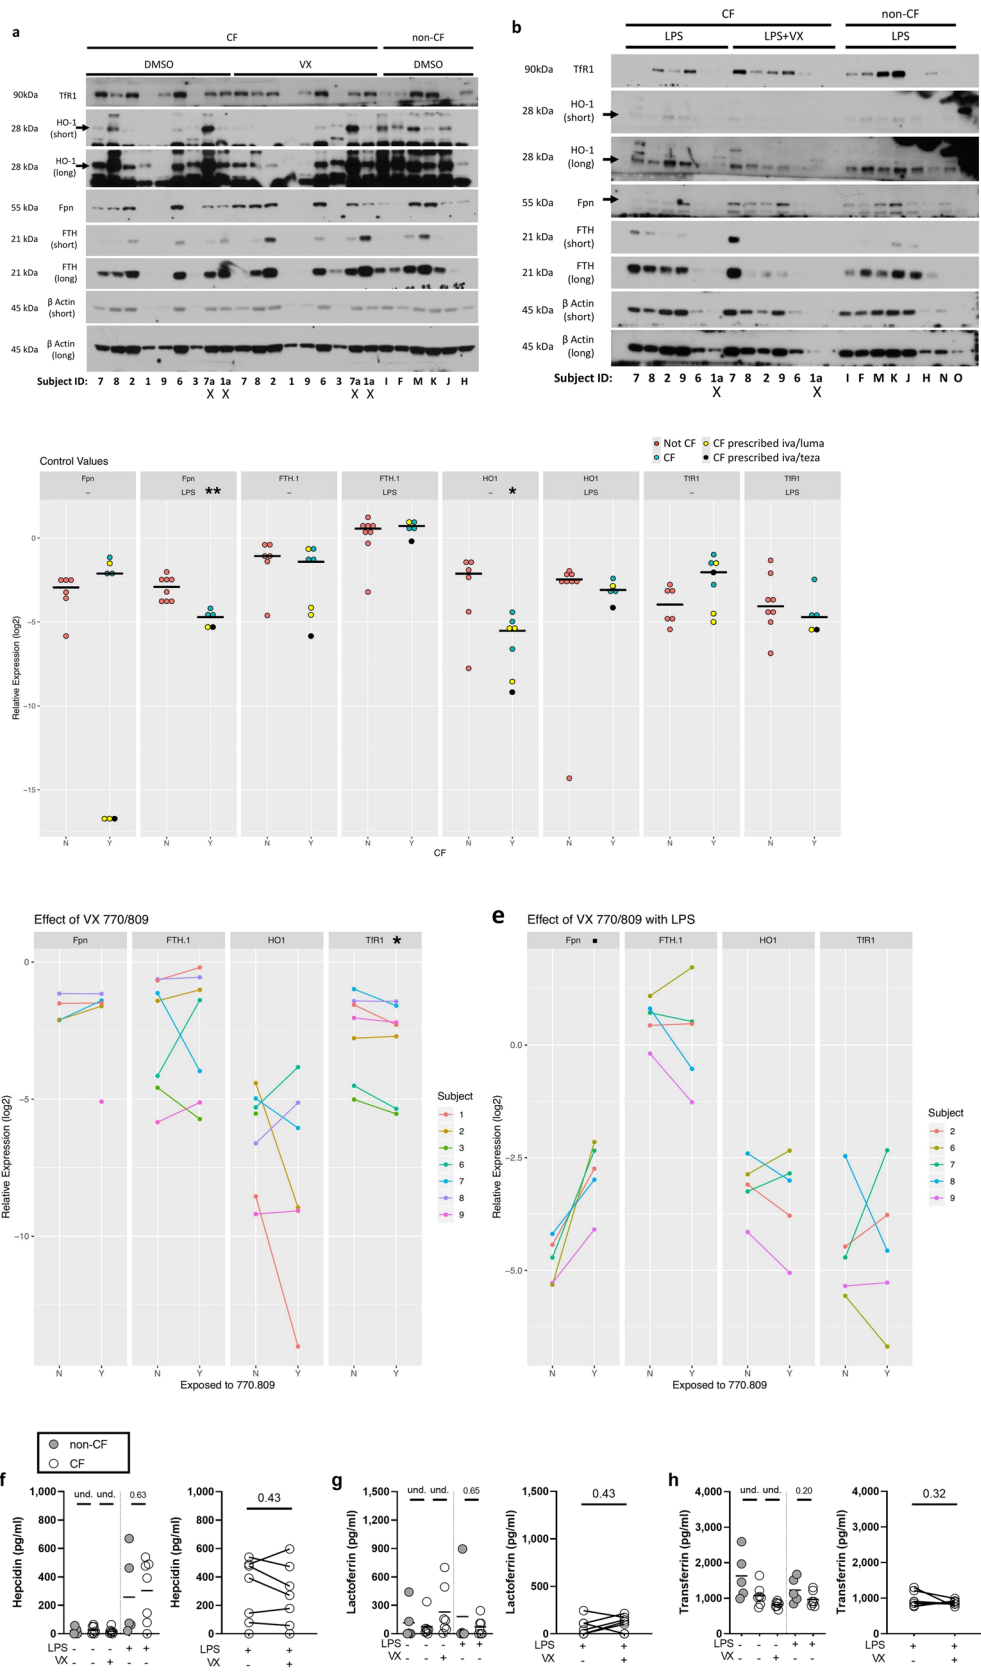 a
CF
non-CF
DMSO
VX
DMSO
90kDa TfR1
HO-1
28 kDa
(short)
HO-1
28 kDa
(long)
55 kDa Fpn
FTH
21 kDa
(short)
FTH
21 kDa
(long)
β Actin
45 kDa
(short)
β Actin
45 kDa
(long)
Subject ID: 7 8 2 1 9 6 3 7a 1a 7 8 2 1 9 6 3 7a 1a I F M K J H
X X X X
b
CF
non-CF
LPS
LPS+VX
LPS
90kDa TfR1
28 kDa HO-1
(short)
28 kDa HO-1
(long)
55 kDa Fpn
FTH
21 kDa
(short)
FTH
21 kDa
(long)
β Actin
45 kDa
(short)
β Actin
45 kDa
(long)
Subject ID: 7 8 2 9 6 1a 7 8 2 9 6 1a I F M K J H N O
X X
Not CF
CF prescribed iva/luma
CF
CF prescribed iva/teza
Control Values
Fpn Fpn FTH.1 FTH.1 HO1 HO1 TfR1 TfR1
– LPS ** – LPS – * LPS – LPS
Relative Expression (log2)
0
−5
−10
−15
N Y N Y N Y N Y N Y N Y N Y N Y
CF
Effect of VX 770/809
Fpn FTH.1 HO1 TfR1 *
Relative Expression (log2)
0
−5
−10
N Y N Y N Y N Y
Exposed to 770.809
Subject
1
2
3
6
7
8
9
e
Effect of VX 770/809 with LPS
Fpn ▪ FTH.1 HO1 TfR1
Relative Expression (log2)
0.0
−2.5
−5.0
N Y N Y N Y N Y
Exposed to 770.809
Subject
2
6
7
8
9
non-CF
CF
f
Hepcidin (pg/ml)
1,000
800
600
400
200
0
und. und. 0.63
LPS - - - + +
VX - - + - -
Hepcidin (pg/ml)
1,000
800
600
400
200
0
0.43
LPS + +
VX - +
g
Lactoferrin (pg/ml)
1,500
1,200
900
600
300
0
und. und. 0.65
LPS - - - + +
VX - - + - -
Lactoferrin (pg/ml)
1,500
1,000
500
0
0.43
LPS + +
VX - +
h
Transferrin (pg/ml)
4,000
3,000
2,000
1,000
0
und. und. 0.20
LPS - - - + +
VX - - + - -
Transferrin (pg/ml)
4,000
3,000
2,000
1,000
0
0.32
LPS + +
VX - +